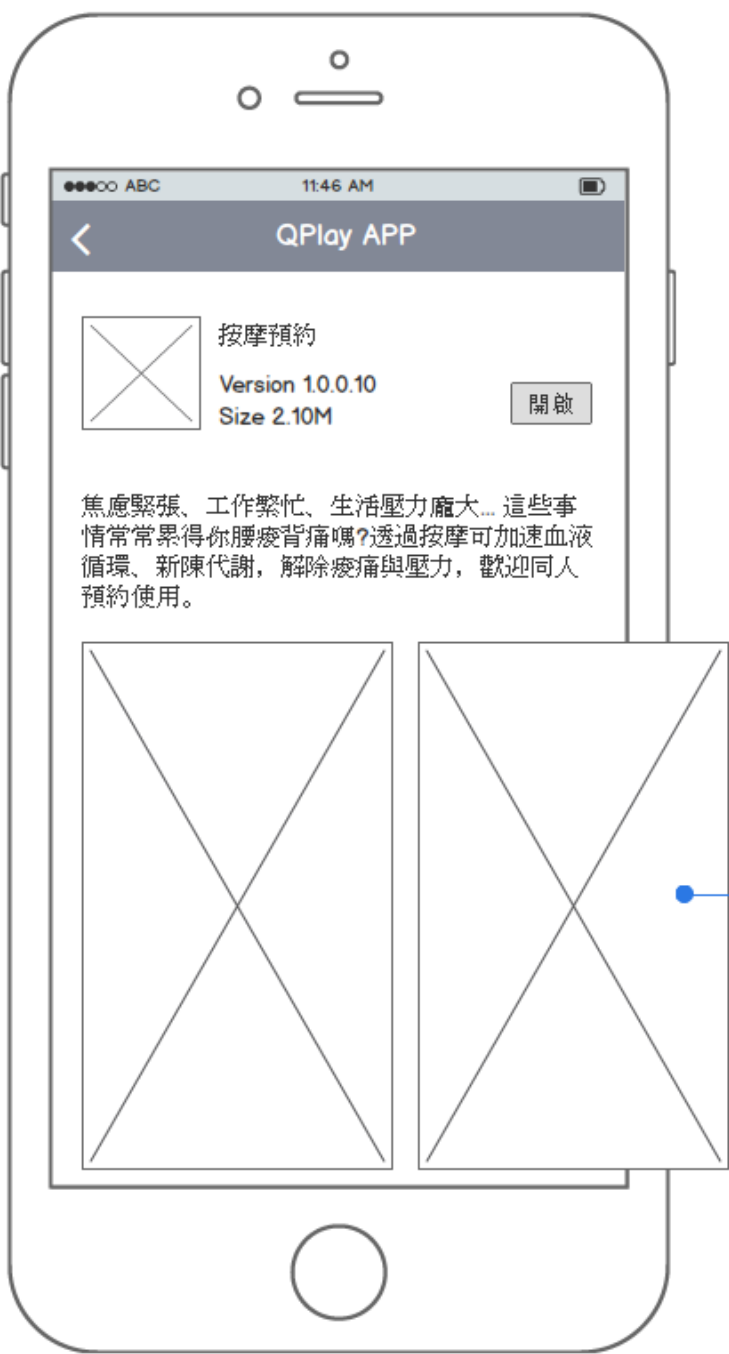 ABC 11:46 AM
QPlay APP
按摩預約
Version 1.0.0.10
Size 2.10M
開啟
焦慮緊張、工作繁忙、生活壓力龐大... 這些事
情常常累得你腰痠背痛嗎?透過按摩可加速血液
循環、新陳代謝，解除痠痛與壓力，歡迎同人
預約使用。